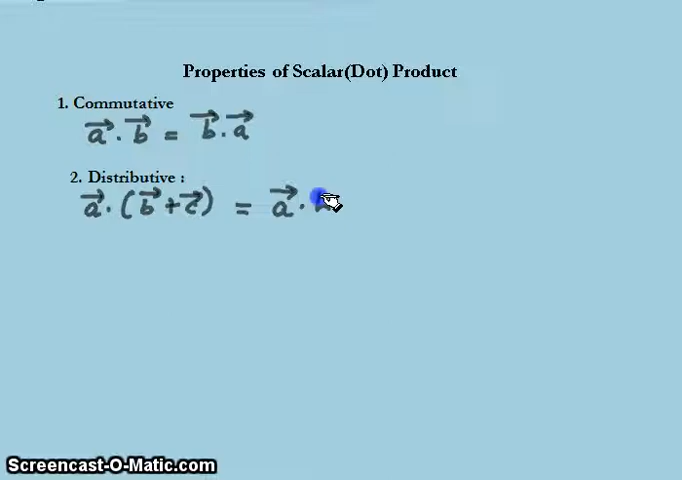 Properties of Scalar(Dot) Product
1. Commutative
a⃗ . b⃗ = b⃗ . a⃗
2. Distributive :
a⃗ . (b⃗ + c⃗) = a⃗ .
Screencast-O-Matic.com